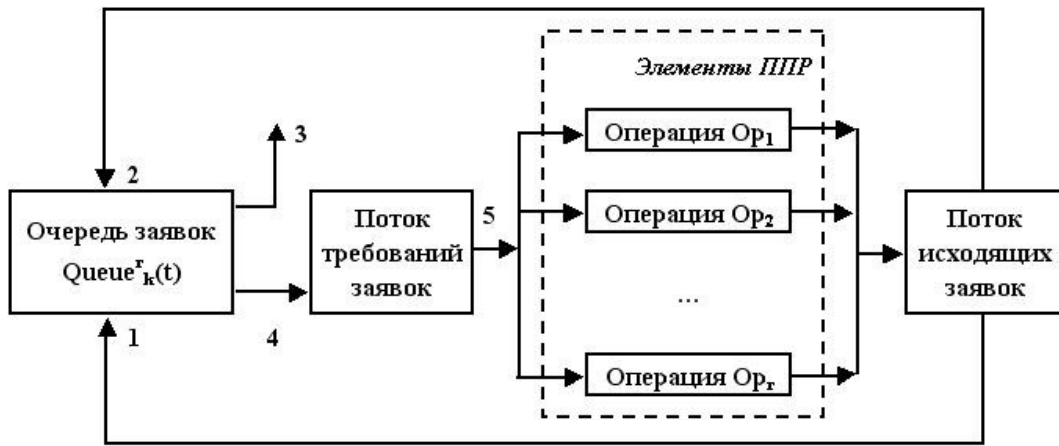 Элементы ППР
Операция Op₁
3
2
Очередь заявок
Queueʳₖ(t)
Поток
требований
заявок
5
Операция Op₂
Поток
исходящих
заявок
...
1
4
Операция Opᵣ